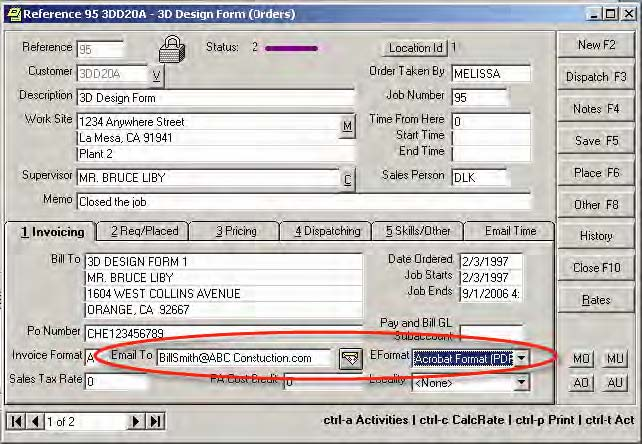 Reference 95 3DD20A - 3D Design Form (Orders)
Reference 95 Status: 2 Location Id 1 New F2
Customer 3DD20A V Order Taken By MELISSA Dispatch F3
Description 3D Design Form Job Number 95 Notes F4
Work Site 1234 Anywhere Street M Time From Here 0
La Mesa, CA 91941 Start Time Save F5
Plant 2 End Time
Supervisor MR. BRUCE LIBY C Sales Person DLK Place F6
Memo Closed the job Other F8
1 Invoicing 2 Req/Placed 3 Pricing 4 Dispatching 5 Skills/Other Email Time History
Bill To 3D DESIGN FORM 1 Date Ordered 2/3/1997 Close F10
MR. BRUCE LIBY Job Starts 2/3/1997
1604 WEST COLLINS AVENUE Job Ends 9/1/2006 4: Rates
ORANGE, CA 92667
Po Number CHE123456789 Pay and Bill GL Subaccount
Invoice Format A Email To BillSmith@ABC Constuction.com EFormat Acrobat Format (PDF MO MU
Sales Tax Rate 0 PA Cost Credit 0 Locality <None> AO AU
1 of 2 ctrl-a Activities | ctrl-c CalcRate | ctrl-p Print | ctrl-t Act